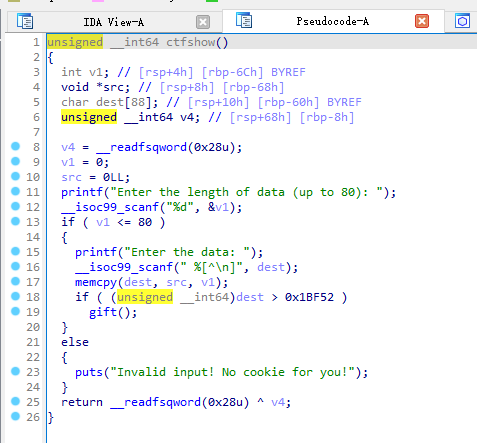 IDA View-A
Pseudocode-A
1 unsigned __int64 ctfshow()
2 {
3 int v1; // [rsp+4h] [rbp-6Ch] BYREF
4 void *src; // [rsp+8h] [rbp-68h]
5 char dest[88]; // [rsp+10h] [rbp-60h] BYREF
6 unsigned __int64 v4; // [rsp+68h] [rbp-8h]
7
8 v4 = __readfsqword(0x28u);
9 v1 = 0;
10 src = 0LL;
11 printf("Enter the length of data (up to 80): ");
12 __isoc99_scanf("%d", &v1);
13 if ( v1 <= 80 )
14 {
15 printf("Enter the data: ");
16 __isoc99_scanf(" %[^\n]", dest);
17 memcpy(dest, src, v1);
18 if ( (unsigned __int64)dest > 0x1BF52 )
19 gift();
20 }
21 else
22 {
23 puts("Invalid input! No cookie for you!");
24 }
25 return __readfsqword(0x28u) ^ v4;
26 }